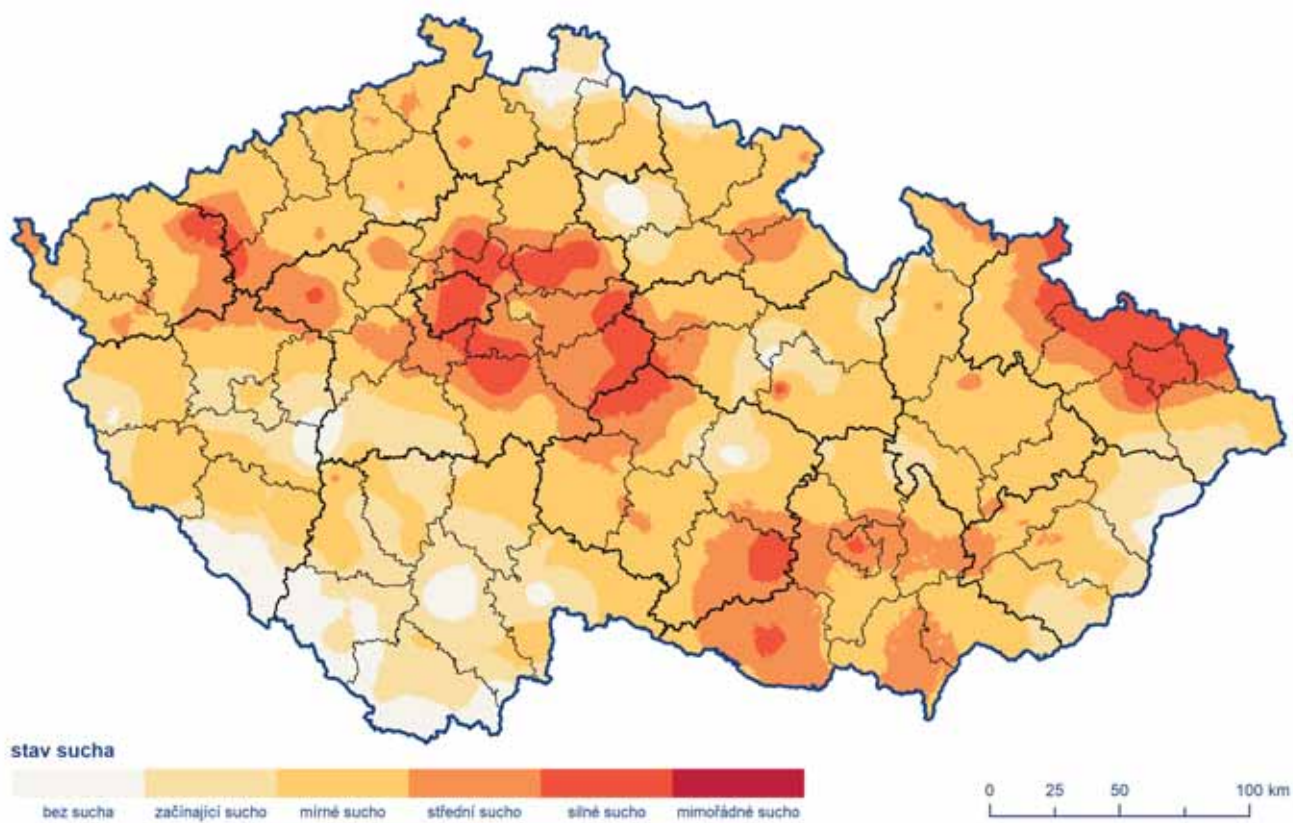 stav sucha
bez sucha začínající sucho mírné sucho střední sucho silné sucho mimořádné sucho
0 25 50 100 km